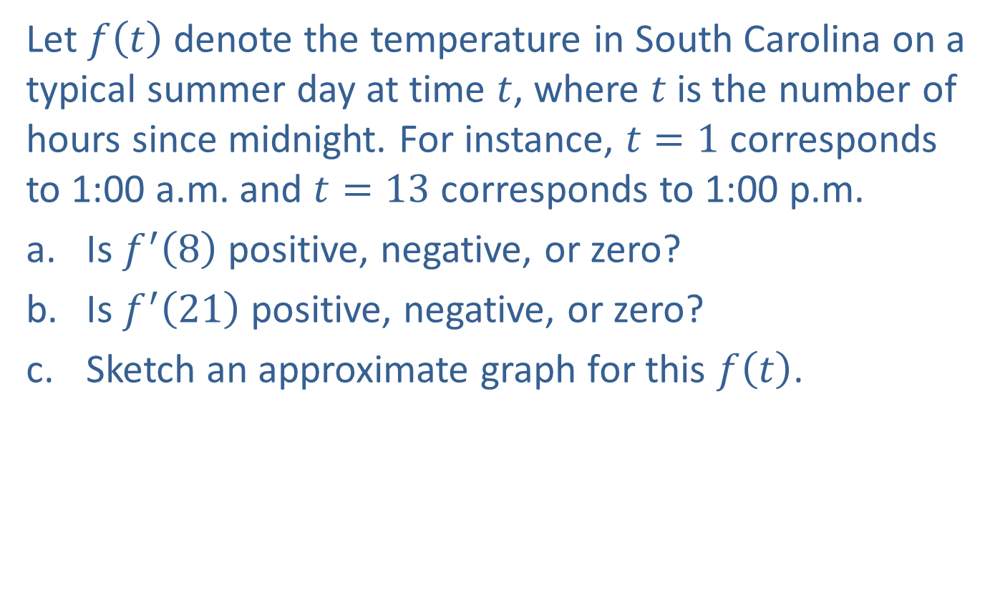 Let f(t) denote the temperature in South Carolina on a
typical summer day at time t, where t is the number of
hours since midnight. For instance, t = 1 corresponds
to 1:00 a.m. and t = 13 corresponds to 1:00 p.m.
a. Is f′(8) positive, negative, or zero?
b. Is f′(21) positive, negative, or zero?
c. Sketch an approximate graph for this f(t).